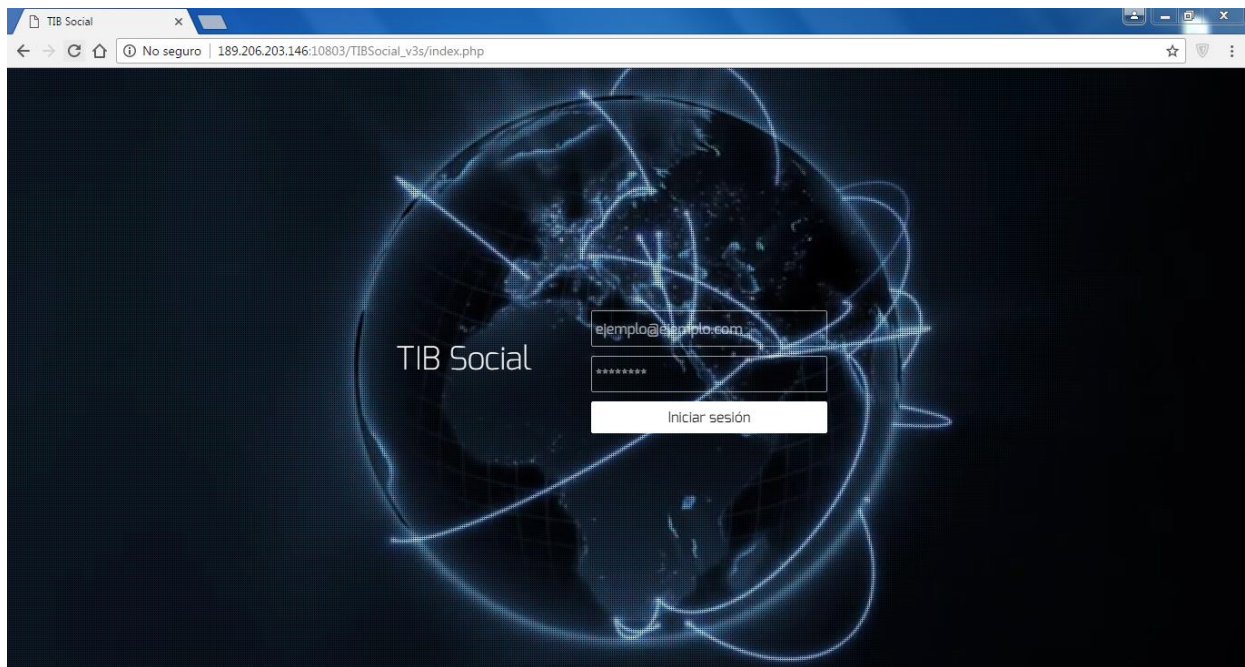 TIB Social
No seguro | 189.206.203.146:10803/TIBSocial_v3s/index.php
ejemplo@ejemplo.com
TIB Social
********
Iniciar sesión